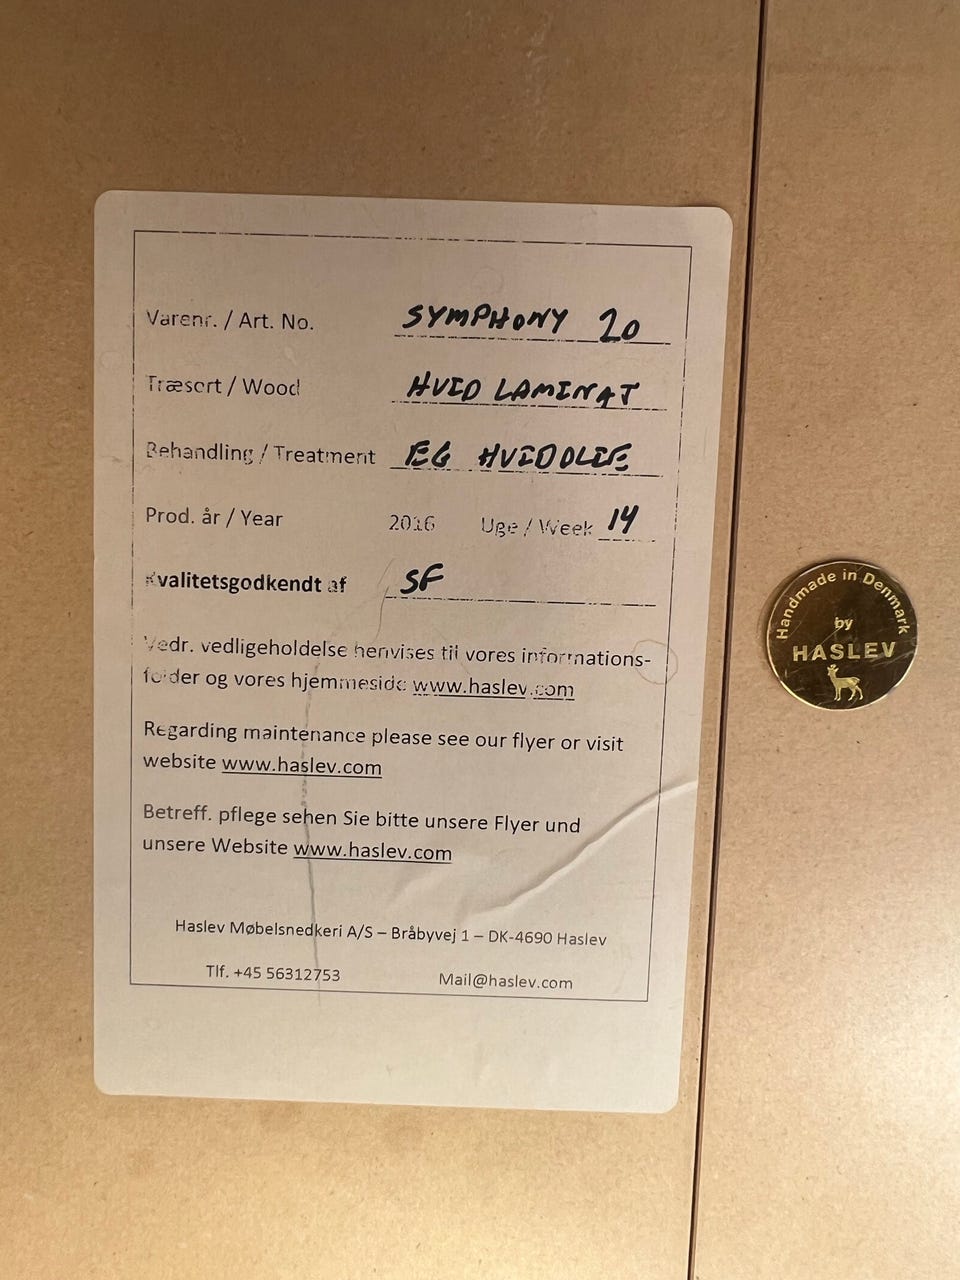 Varenr. / Art. No. SYMPHONY 20
Træsort / Wood HVID LAMINAT
Behandling / Treatment EG HVIDOLIE
Prod. år / Year 2016 Uge / Week 14
Kvalitetsgodkendt af SF
Vedr. vedligeholdelse henvises til vores informations-
folder og vores hjemmeside www.haslev.com
Regarding maintenance please see our flyer or visit
website www.haslev.com
Betreff. pflege sehen Sie bitte unsere Flyer und
unsere Website www.haslev.com
Haslev Møbelsnedkeri A/S – Bråbyvej 1 – DK-4690 Haslev
Tlf. +45 56312753 Mail@haslev.com
Handmade in Denmark
by
HASLEV